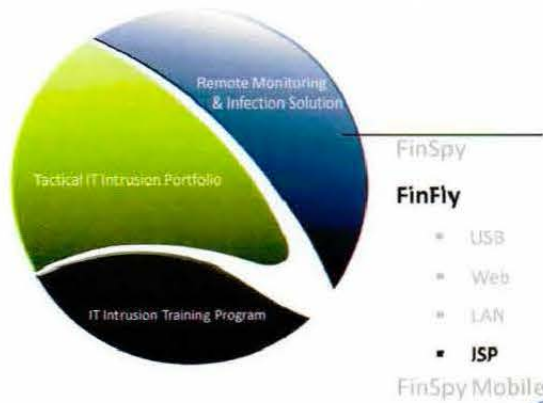 Remote Monitoring
& Infection Solution
Tactical IT Intrusion Portfolio
IT Intrusion Training Program
FinSpy
FinFly
▪ USB
▪ Web
▪ LAN
▪ ISP
FinSpy Mobile